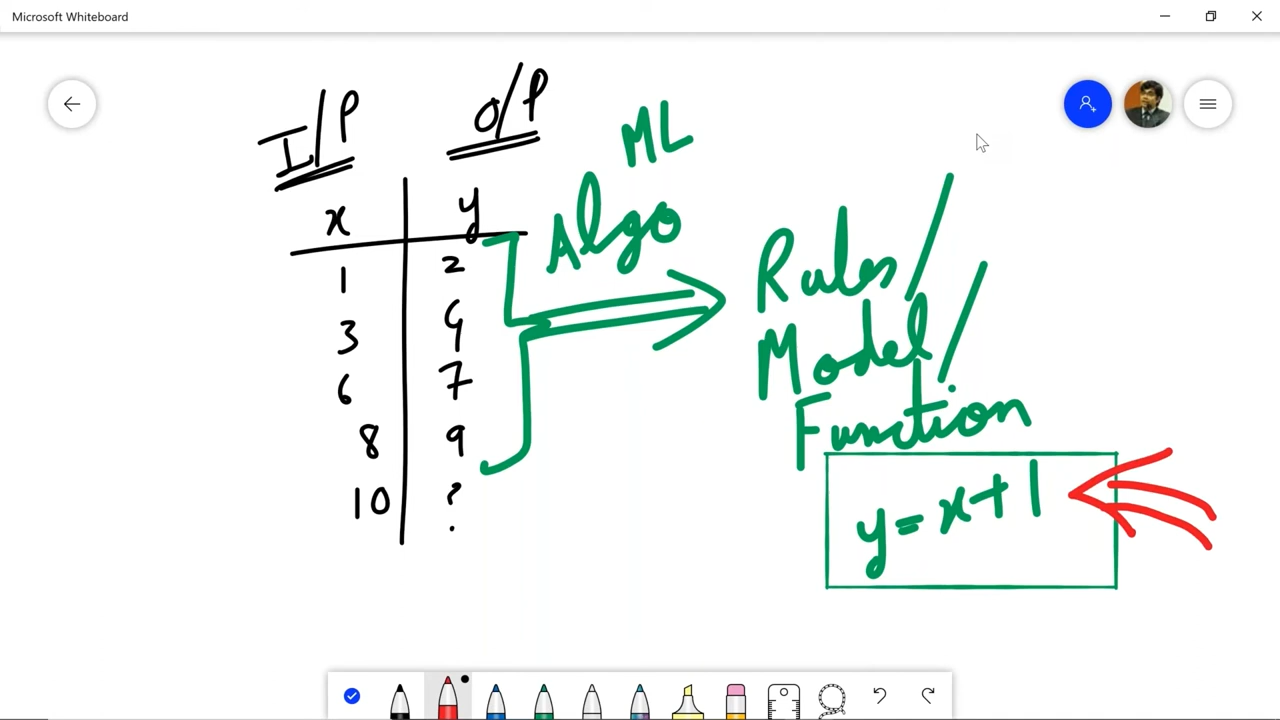 Microsoft Whiteboard
I/P O/P
ML
Algo
x y
1 2
3 4
6 7
8 9
10 ?
Rules/
Model/
Function
y = x + 1